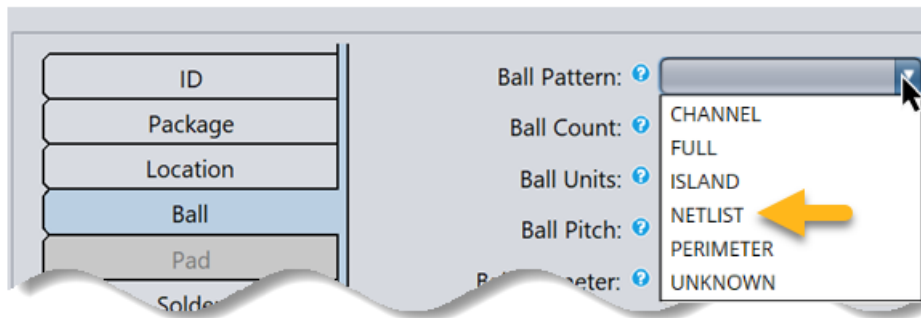 ID
Package
Location
Ball
Pad
Ball Pattern:
Ball Count:
Ball Units:
Ball Pitch:
CHANNEL
FULL
ISLAND
NETLIST
PERIMETER
UNKNOWN